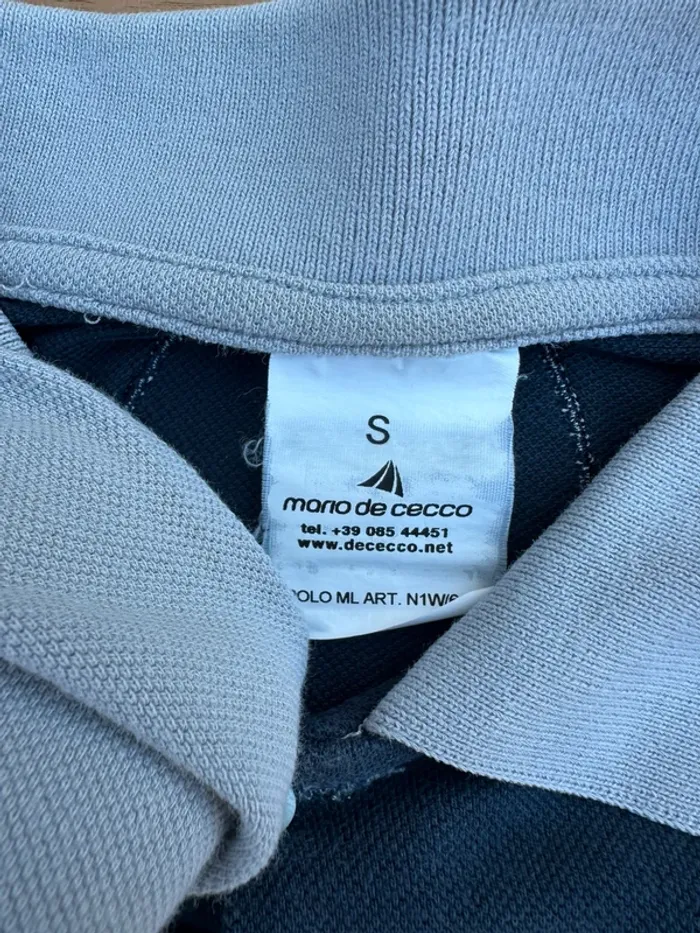 S
mario de cecco
tel. +39 085 44451
www.dececco.net
POLO ML ART. N1W/6